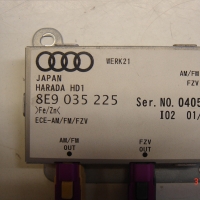 WERK21
JAPAN
HARADA HD1
8E9 035 225
>Fe/Zn<
ECE-AM/FM/FZV
AM/FM
FZV
Ser. NO. 0405
I02 01/
AM/FM
OUT
FZV
OUT